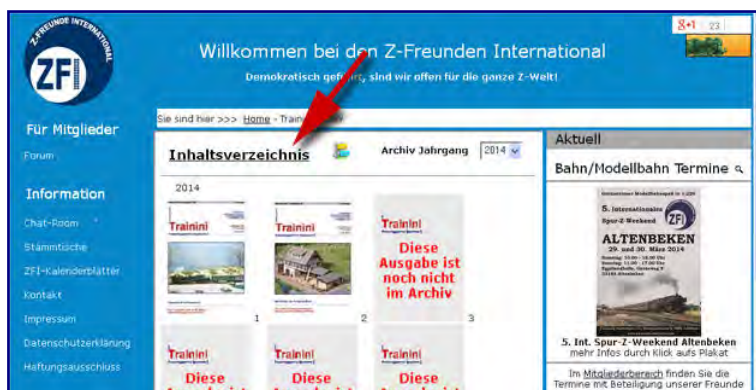 Z-FREUNDE INTERNATIONAL
ZFI
Willkommen bei den Z-Freunden International
Demokratisch geführt, sind wir offen für die ganze Z-Welt!
g+1 23
Sie sind hier >>> Home - Train
Für Mitglieder
Forum
Information
Chat-Room
Stammtische
ZFI-Kalenderblätter
Kontakt
Impressum
Datenschutzerklärung
Haftungsausschluss
Inhaltsverzeichnis
Archiv Jahrgang 2014
2014
Trainini
1
Trainini
2
Trainini
Diese
Ausgabe ist
noch nicht
im Archiv
3
Trainini
Diese
Trainini
Diese
Trainini
Diese
Aktuell
Bahn/Modellbahn Termine
5. Internationales
Spur-Z-Weekend
ZFI
ALTENBEKEN
29. und 30. März 2014
5. Int. Spur-Z-Weekend Altenbeken
mehr Infos durch Klick aufs Plakat
Im Mitgliederbereich finden Sie die
Termine mit Beteiligung unserer Freunde